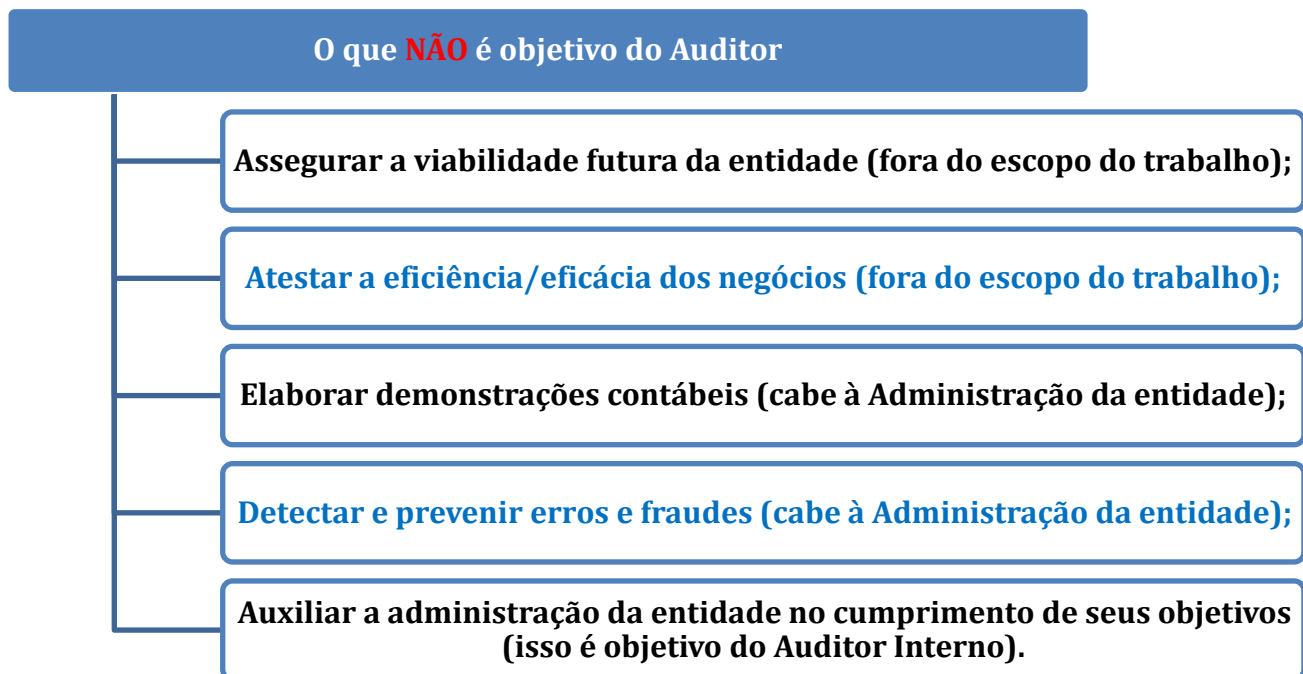 O que NÃO é objetivo do Auditor
Assegurar a viabilidade futura da entidade (fora do escopo do trabalho);
Atestar a eficiência/eficácia dos negócios (fora do escopo do trabalho);
Elaborar demonstrações contábeis (cabe à Administração da entidade);
Detectar e prevenir erros e fraudes (cabe à Administração da entidade);
Auxiliar a administração da entidade no cumprimento de seus objetivos
(isso é objetivo do Auditor Interno).